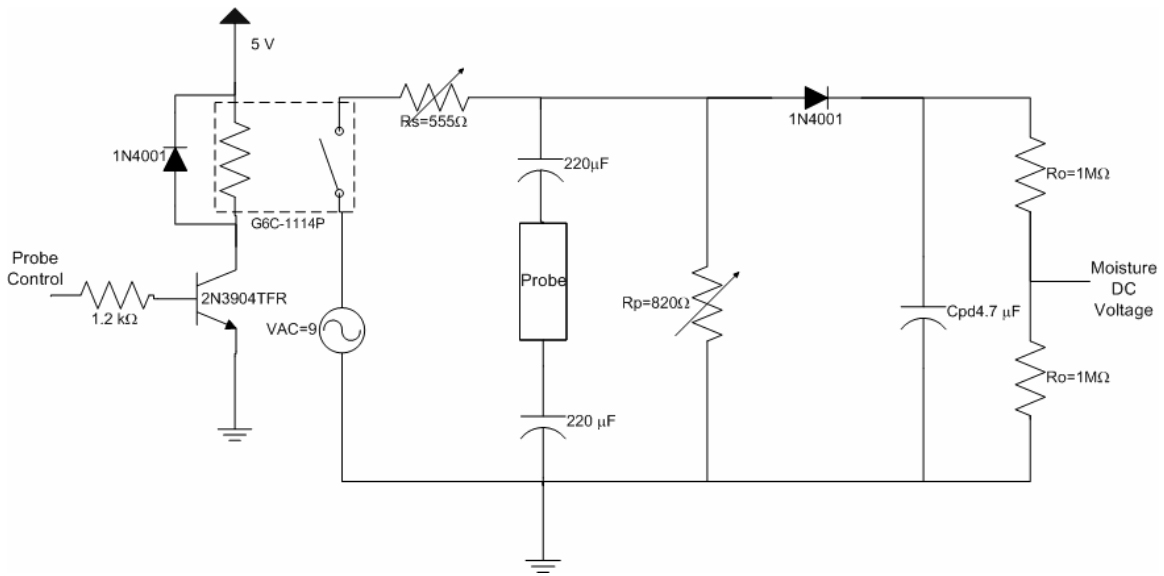 5 V
Rs=555Ω
1N4001
1N4001
220μF
Ro=1MΩ
G6C-1114P
Probe
Control
2N3904TFR
Probe
Moisture
DC
Voltage
1.2 kΩ
VAC=9
Rp=820Ω
Cpd4.7 μF
Ro=1MΩ
220 μF